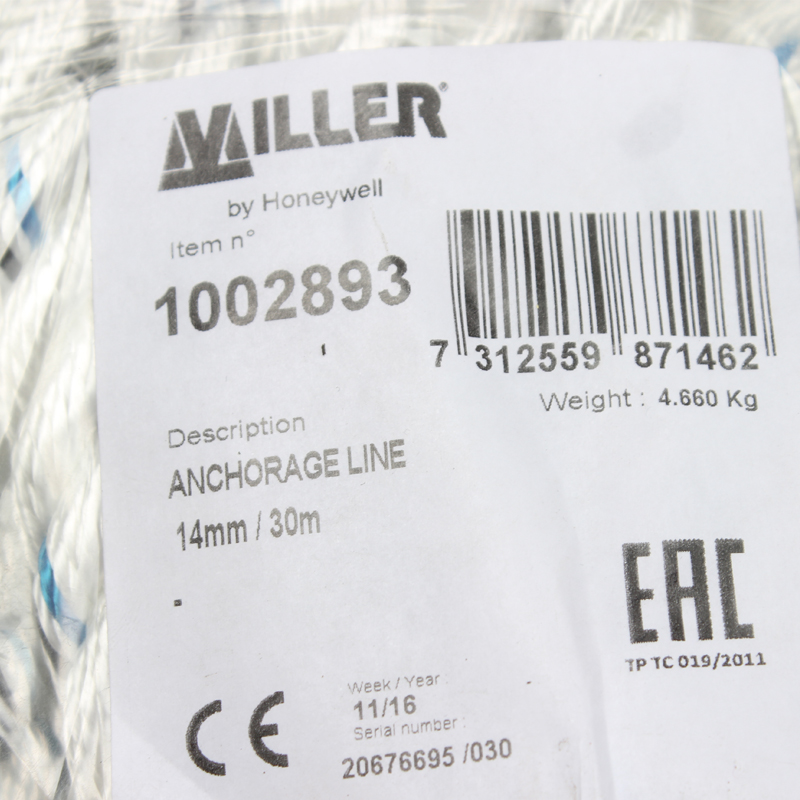 MILLER®
by Honeywell
Item n°
1002893
7 312559 871462
Weight : 4.660 Kg
Description
ANCHORAGE LINE
14mm / 30m
-
EAC
TP TC 019/2011
CE
Week / Year :
11/16
Serial number :
20676695 /030